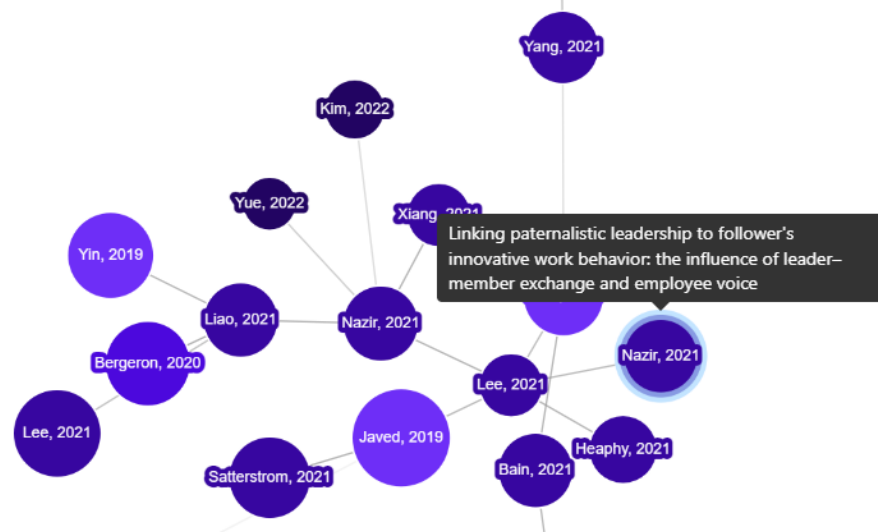 Yang, 2021
Kim, 2022
Yue, 2022
Xiang, 2021
Linking paternalistic leadership to follower's
innovative work behavior: the influence of leader–
member exchange and employee voice
Yin, 2019
Liao, 2021
Nazir, 2021
Nazir, 2021
Bergeron, 2020
Lee, 2021
Lee, 2021
Javed, 2019
Heaphy, 2021
Bain, 2021
Satterstrom, 2021